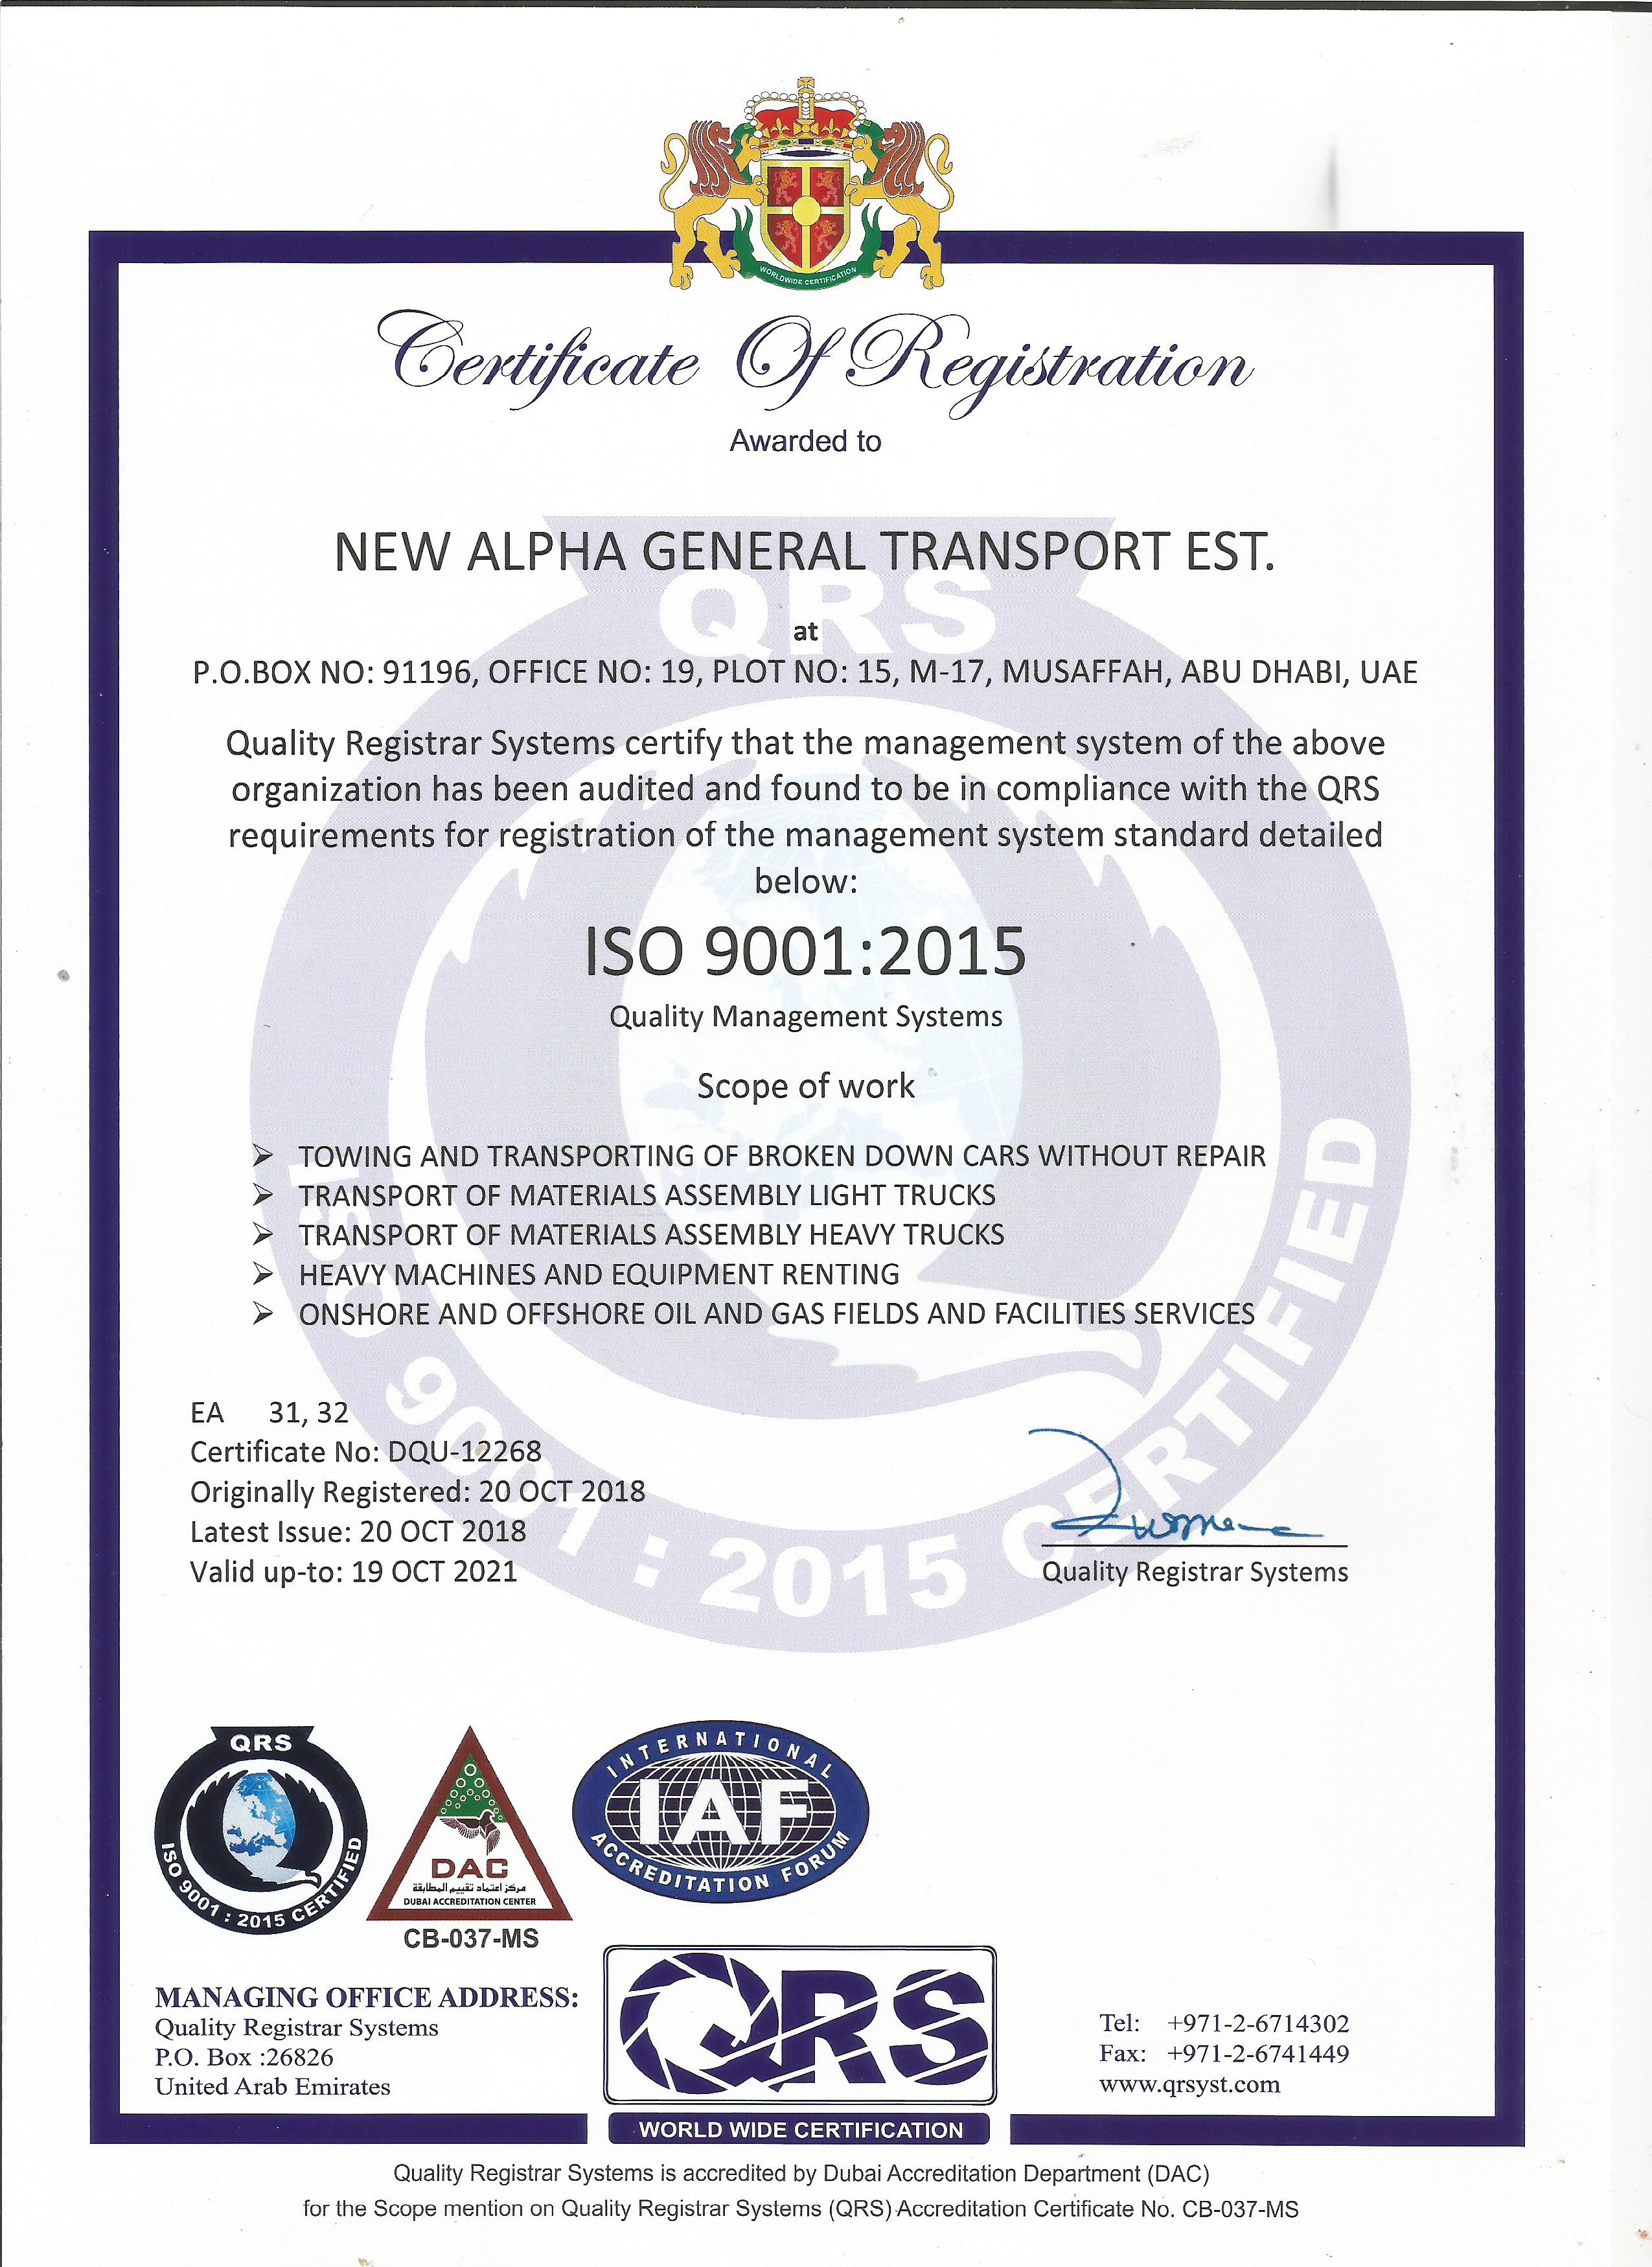 WORLDWIDE CERTIFICATION
Certificate Of Registration
Awarded to
NEW ALPHA GENERAL TRANSPORT EST.
QRS
at
P.O.BOX NO: 91196, OFFICE NO: 19, PLOT NO: 15, M-17, MUSAFFAH, ABU DHABI, UAE
Quality Registrar Systems certify that the management system of the above
organization has been audited and found to be in compliance with the QRS
requirements for registration of the management system standard detailed
below:
ISO 9001:2015
Quality Management Systems
Scope of work
➢ TOWING AND TRANSPORTING OF BROKEN DOWN CARS WITHOUT REPAIR
➢ TRANSPORT OF MATERIALS ASSEMBLY LIGHT TRUCKS
➢ TRANSPORT OF MATERIALS ASSEMBLY HEAVY TRUCKS
➢ HEAVY MACHINES AND EQUIPMENT RENTING
➢ ONSHORE AND OFFSHORE OIL AND GAS FIELDS AND FACILITIES SERVICES
ISO 9001 : 2015 CERTIFIED
EA 31, 32
Certificate No: DQU-12268
Originally Registered: 20 OCT 2018
Latest Issue: 20 OCT 2018
Valid up-to: 19 OCT 2021
Quality Registrar Systems
QRS
ISO 9001 : 2015 CERTIFIED
DAC
مركز اعتماد تقييم المطابقة
DUBAI ACCREDITATION CENTER
CB-037-MS
INTERNATIONAL
IAF
ACCREDITATION FORUM
MANAGING OFFICE ADDRESS:
Quality Registrar Systems
P.O. Box :26826
United Arab Emirates
QRS
WORLD WIDE CERTIFICATION
Tel: +971-2-6714302
Fax: +971-2-6741449
www.qrsyst.com
Quality Registrar Systems is accredited by Dubai Accreditation Department (DAC)
for the Scope mention on Quality Registrar Systems (QRS) Accreditation Certificate No. CB-037-MS